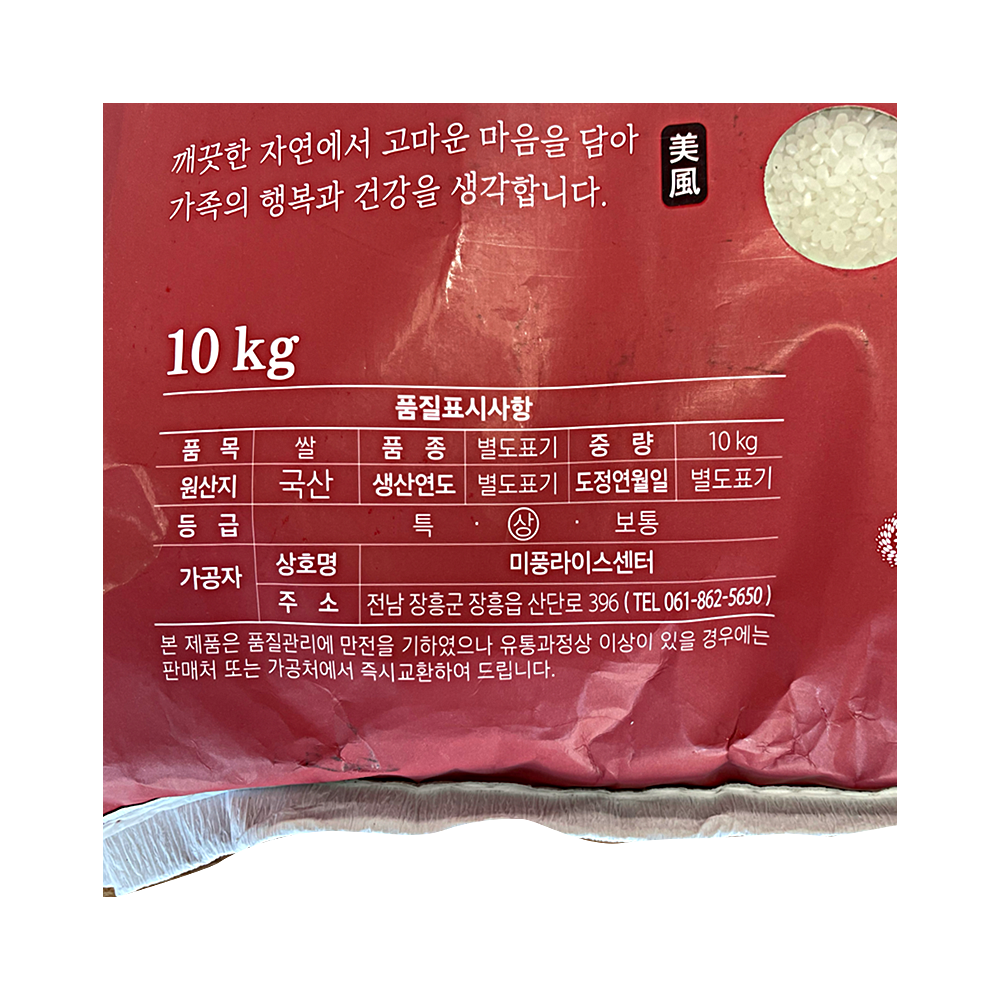 깨끗한 자연에서 고마운 마음을 담아
가족의 행복과 건강을 생각합니다.
美風
10 kg
품질표시사항
품 목 쌀 품 종 별도표기 중 량 10 kg
원산지 국산 생산연도 별도표기 도정연월일 별도표기
등 급 특 · 상 · 보통
가공자 상호명 미풍라이스센터
주 소 전남 장흥군 장흥읍 산단로 396 ( TEL 061-862-5650 )
본 제품은 품질관리에 만전을 기하였으나 유통과정상 이상이 있을 경우에는
판매처 또는 가공처에서 즉시교환하여 드립니다.